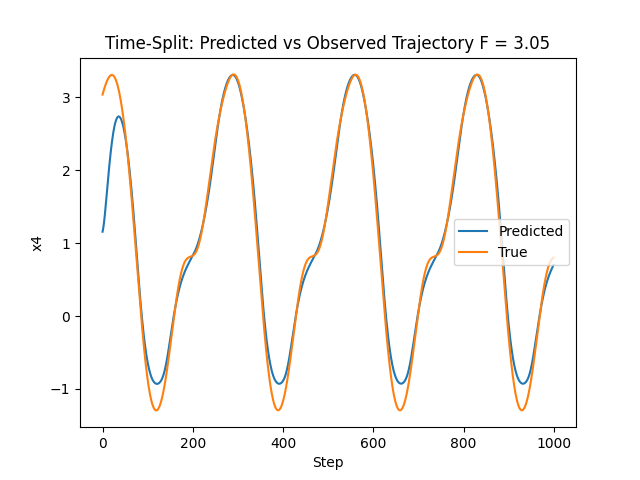 Time-Split: Predicted vs Observed Trajectory F = 3.05
3
2
1
0
−1
x4
Predicted
True
0 200 400 600 800 1000
Step